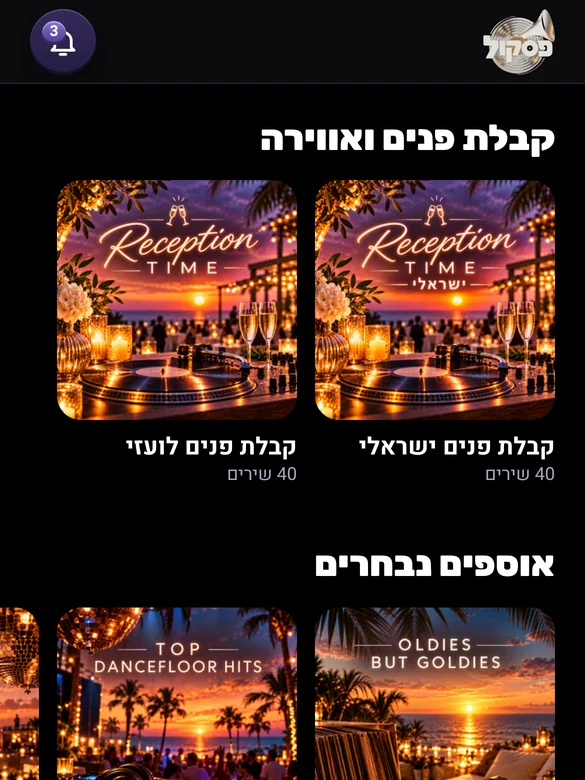 פסקול
3
קבלת פנים ואווירה
Reception
TIME
ישראלי
קבלת פנים ישראלי
40 שירים
Reception
TIME
קבלת פנים לועזי
40 שירים
אוספים נבחרים
OLDIES
BUT GOLDIES
TOP
DANCEFLOOR HITS